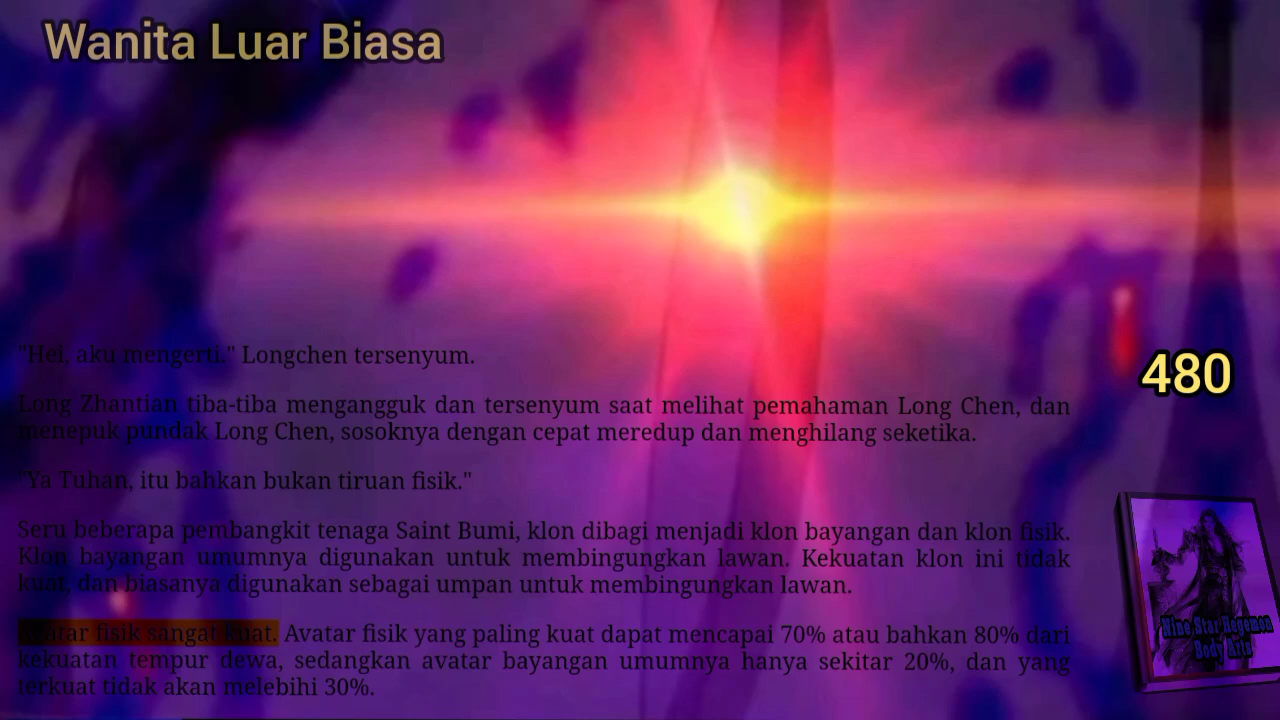 Wanita Luar Biasa
"Hei, aku mengerti." Longchen tersenyum.
Long Zhantian tiba-tiba mengangguk dan tersenyum saat melihat pemahaman Long Chen, dan
menepuk pundak Long Chen, sosoknya dengan cepat meredup dan menghilang seketika.
480
"Ya Tuhan, itu bahkan bukan tiruan fisik."
Seru beberapa pembangkit tenaga Saint Bumi, klon dibagi menjadi klon bayangan dan klon fisik.
Klon bayangan umumnya digunakan untuk membingungkan lawan. Kekuatan klon ini tidak
kuat, dan biasanya digunakan sebagai umpan untuk membingungkan lawan.
Avatar fisik sangat kuat. Avatar fisik yang paling kuat dapat mencapai 70% atau bahkan 80% dari
kekuatan tempur dewa, sedangkan avatar bayangan umumnya hanya sekitar 20%, dan yang
terkuat tidak akan melebihi 30%.
Nine Star Hegemon
Body Arts